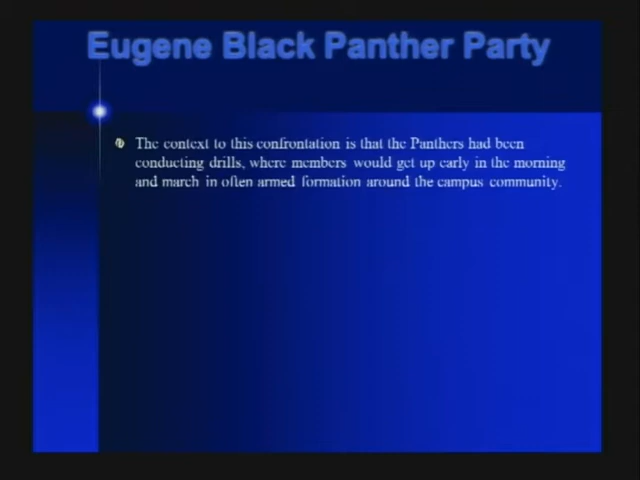 Eugene Black Panther Party
The context to this confrontation is that the Panthers had been
conducting drills, where members would get up early in the morning
and march in often armed formation around the campus community.